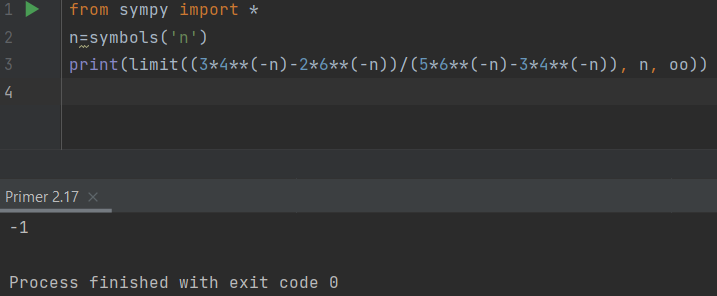 1 from sympy import *
2 n=symbols('n')
3 print(limit((3*4**(-n)-2*6**(-n))/(5*6**(-n)-3*4**(-n)), n, oo))
4
Primer 2.17 ×
-1
Process finished with exit code 0